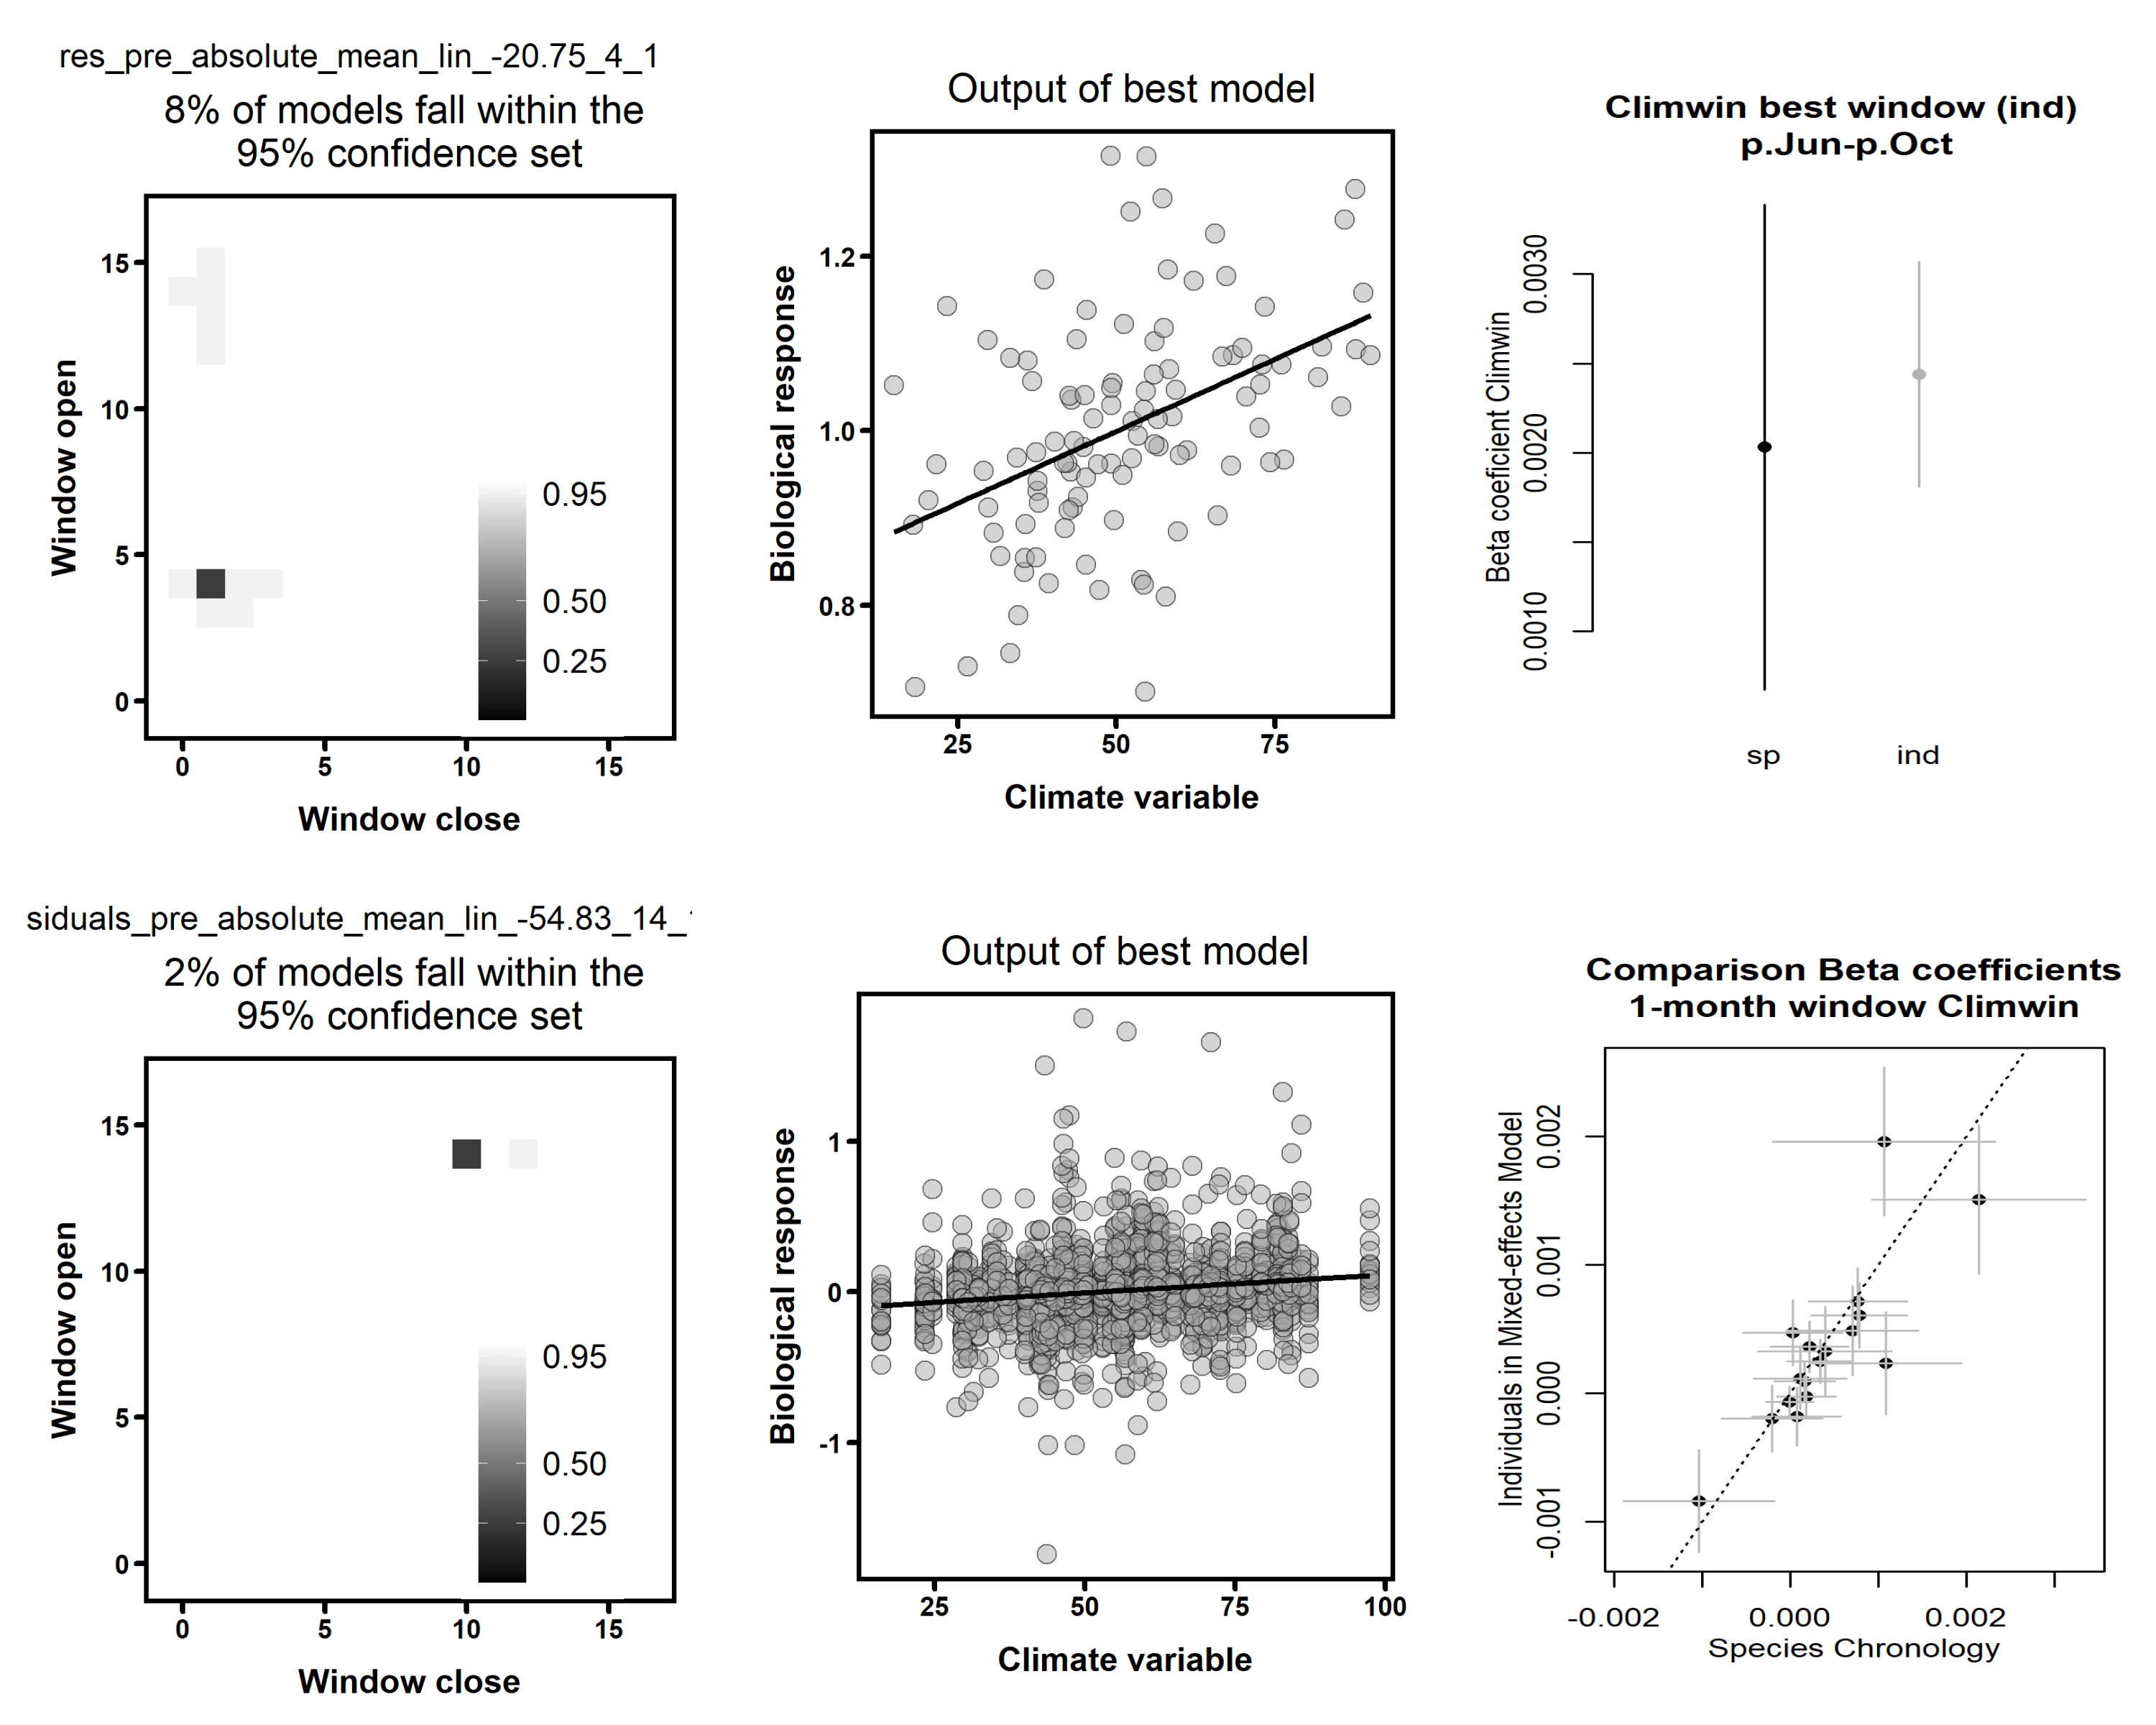 res_pre_absolute_mean_lin_-20.75_4_1
8% of models fall within the
95% confidence set
Window open
15
10
5
0
0.95
0.50
0.25
0
5
10
15
Window close
Output of best model
Biological response
1.2
1.0
0.8
25
50
75
Climate variable
Climwin best window (ind)
p.Jun-p.Oct
Beta coeficient Climwin
0.0030
0.0020
0.0010
sp
ind
siduals_pre_absolute_mean_lin_-54.83_14_
2% of models fall within the
95% confidence set
Window open
15
10
5
0
0.95
0.50
0.25
0
5
10
15
Window close
Output of best model
Biological response
1
0
-1
25
50
75
100
Climate variable
Comparison Beta coefficients
1-month window Climwin
Individuals in Mixed-effects Model
0.002
0.001
0.000
-0.001
-0.002
0.000
0.002
Species Chronology